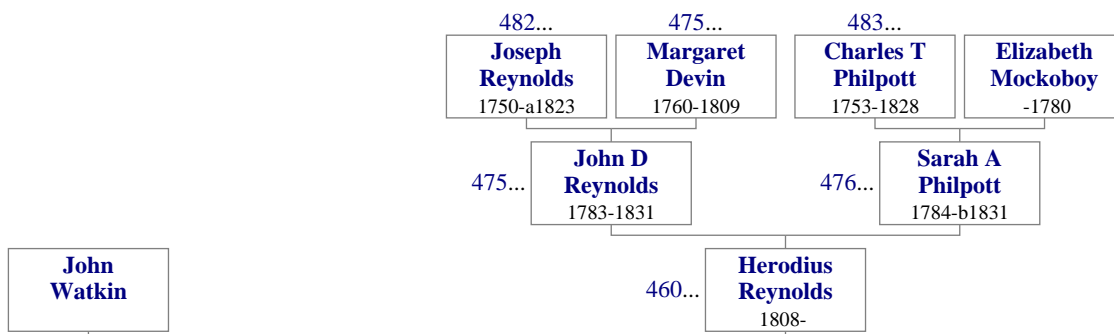 482...
475...
483...
Joseph
Reynolds
1750-a1823
Margaret
Devin
1760-1809
Charles T
Philpott
1753-1828
Elizabeth
Mockoboy
-1780
475...
John D
Reynolds
1783-1831
476...
Sarah A
Philpott
1784-b1831
John
Watkin
460...
Herodius
Reynolds
1808-